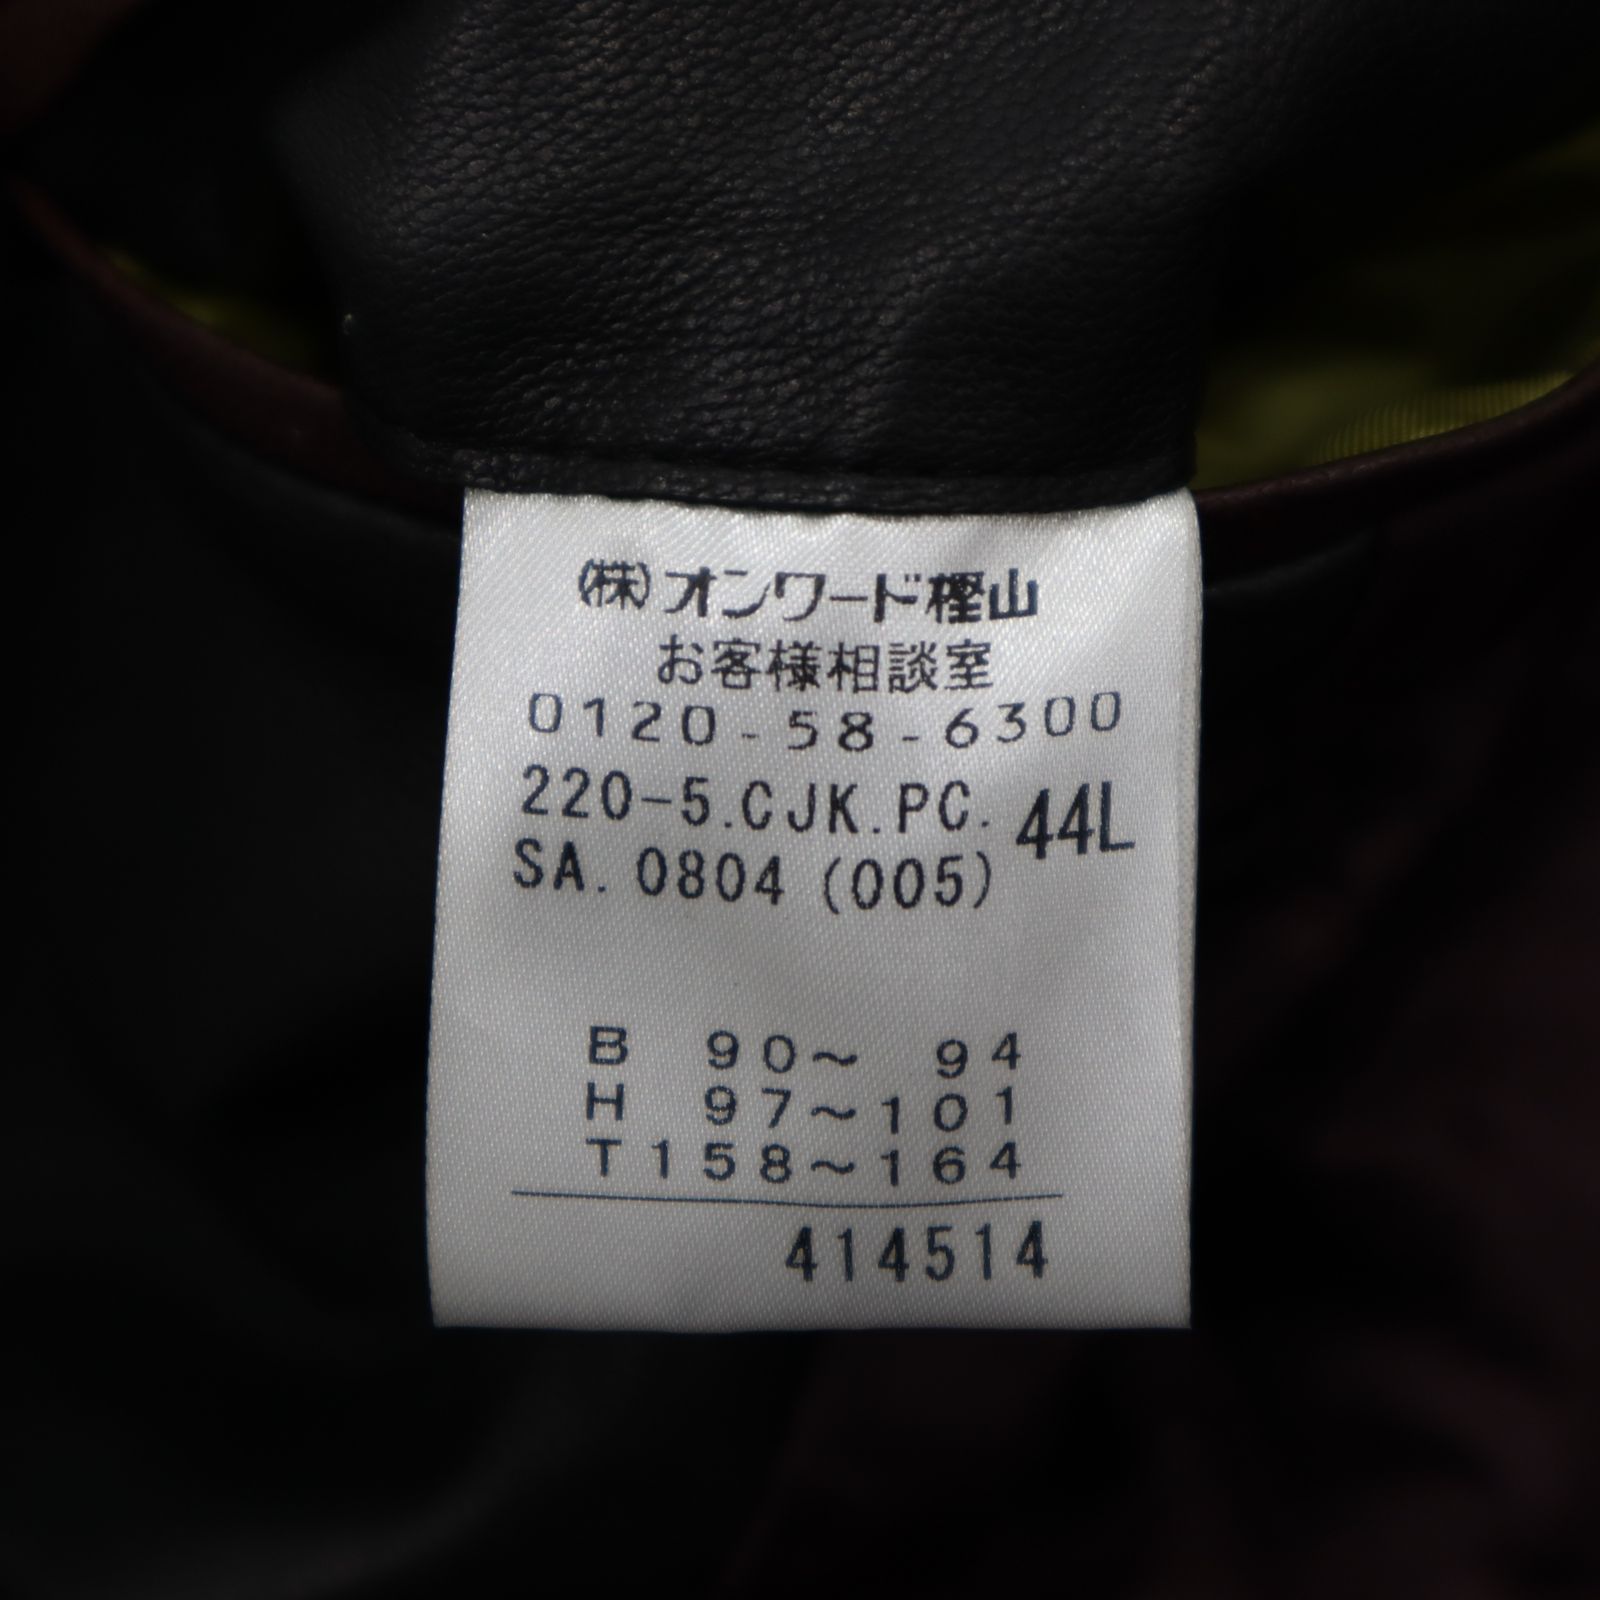 (株)オンワード樫山
お客様相談室
0120-58-6300
220-5.CJK.PC. 44L
SA. 0804 (005)
B 90～ 94
H 97～101
T158～164
414514